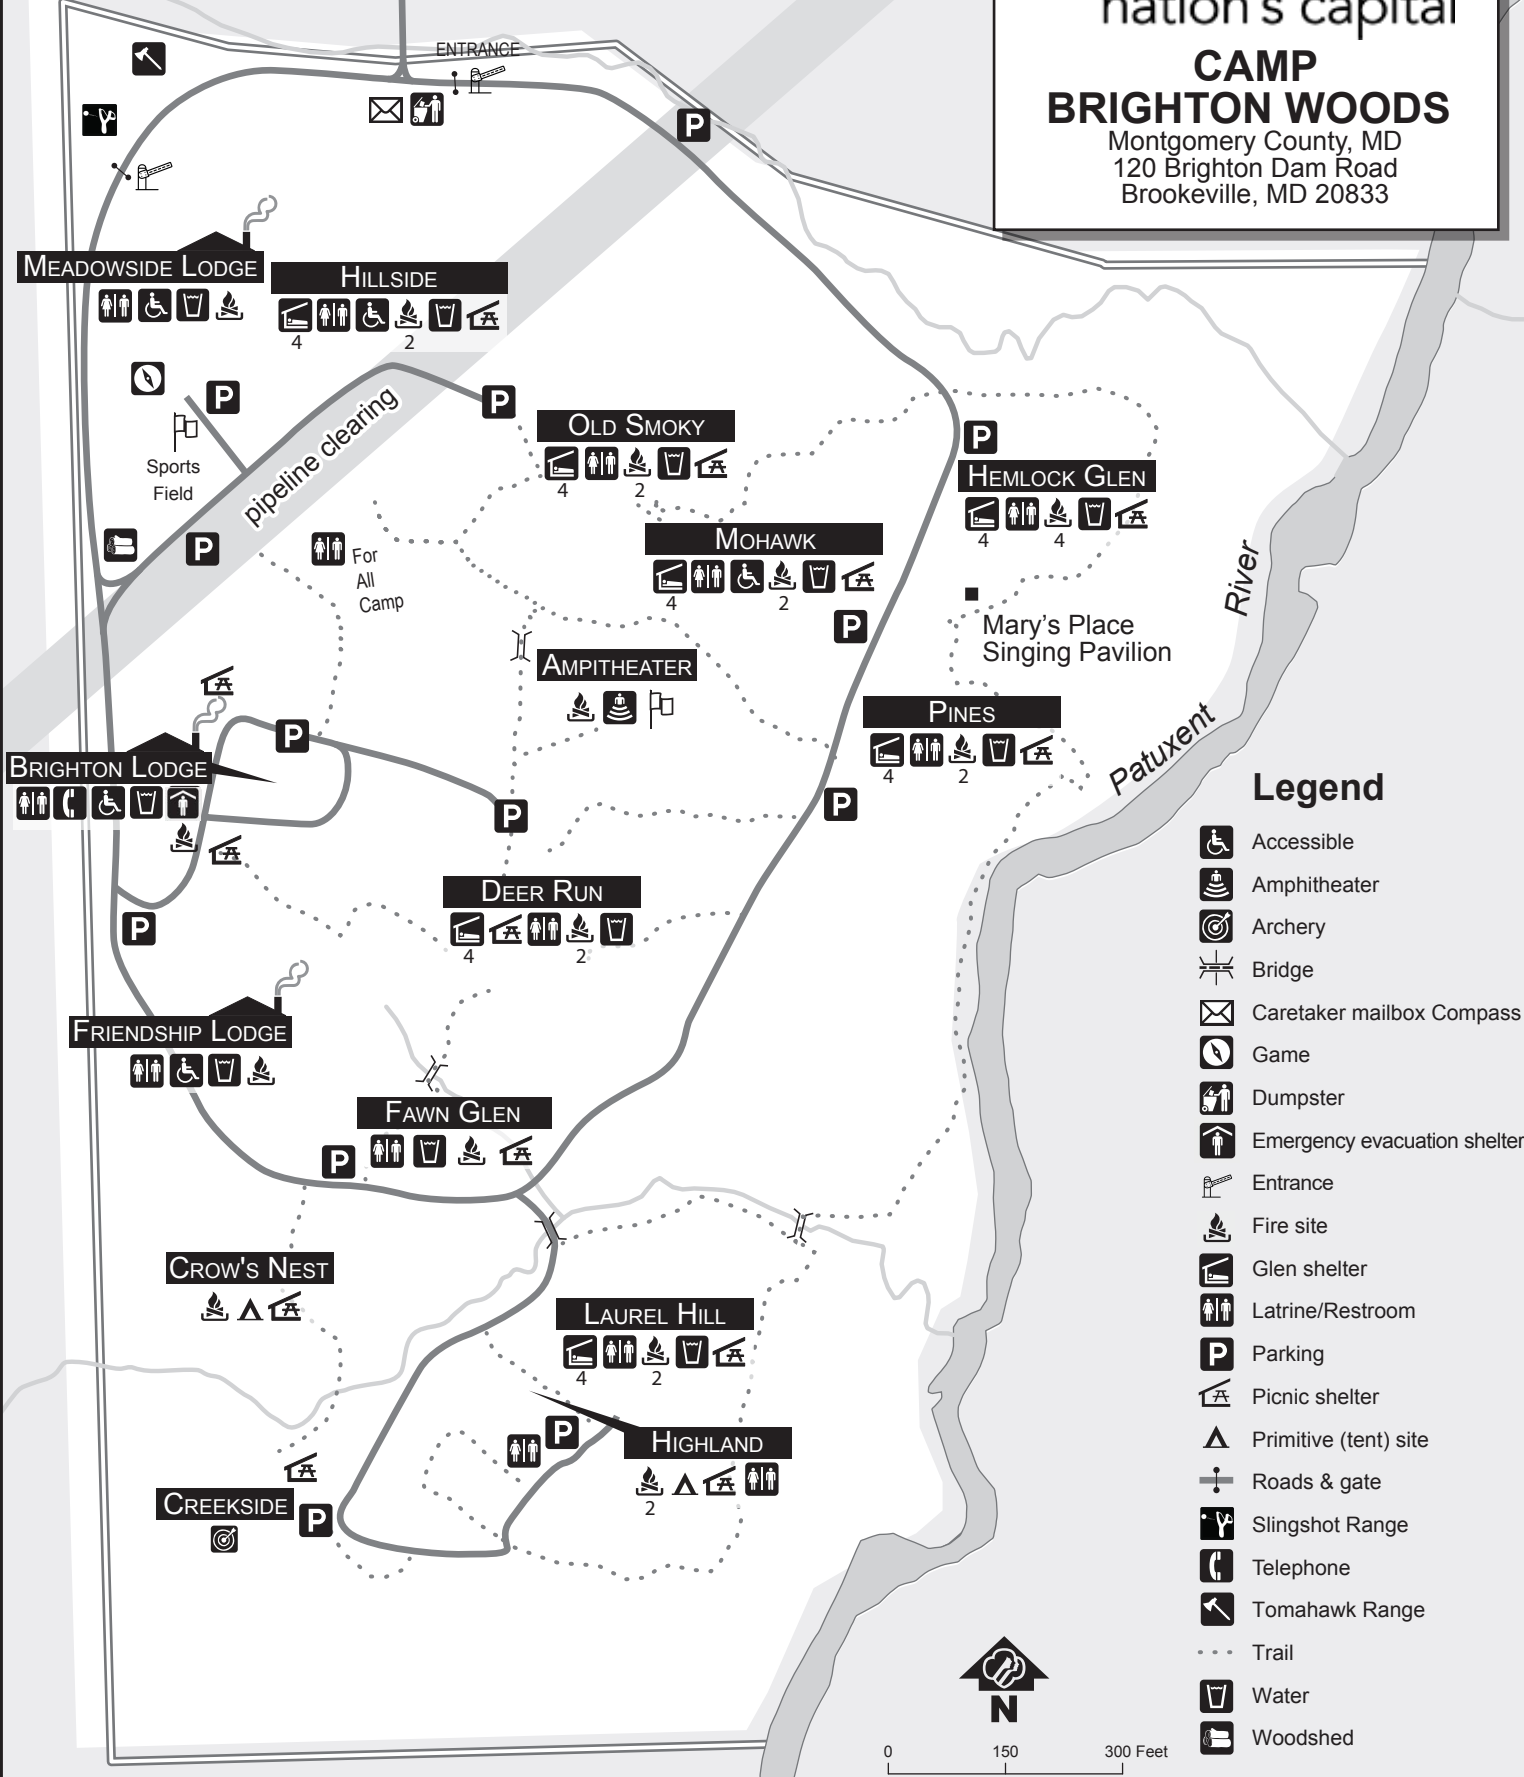 nation's capital
CAMP
BRIGHTON WOODS
Montgomery County, MD
120 Brighton Dam Road
Brookeville, MD 20833
ENTRANCE
P
MEADOWSIDE LODGE
HILLSIDE
4 2
P
P
pipeline clearing
Sports
Field
OLD SMOKY
4 2
P
HEMLOCK GLEN
4 4
P
For
All
Camp
MOHAWK
4 2
P
Mary's Place
Singing Pavilion
River
Patuxent
AMPITHEATER
PINES
4 2
P
BRIGHTON LODGE
P
P
DEER RUN
4 2
P
FRIENDSHIP LODGE
FAWN GLEN
P
CROW'S NEST
LAUREL HILL
4 2
P
HIGHLAND
2
CREEKSIDE
P
Legend
Accessible
Amphitheater
Archery
Bridge
Caretaker mailbox Compass
Game
Dumpster
Emergency evacuation shelter
Entrance
Fire site
Glen shelter
Latrine/Restroom
P Parking
Picnic shelter
Primitive (tent) site
Roads & gate
Slingshot Range
Telephone
Tomahawk Range
Trail
Water
Woodshed
N
0 150 300 Feet